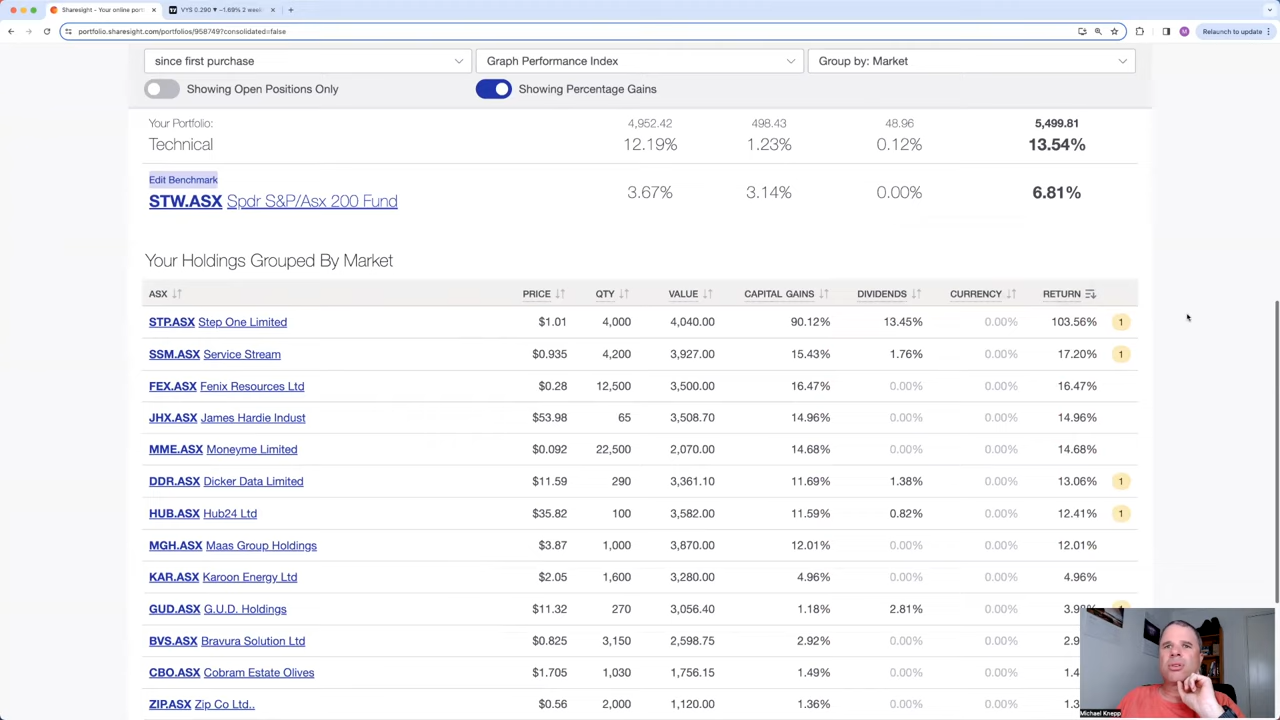 Sharesight - Your online port
VYS 0.290 ▼ −1.69% 2 week
portfolio.sharesight.com/portfolios/958749?consolidated=false
M
Relaunch to update
since first purchase
Graph Performance Index
Group by: Market
Showing Open Positions Only
Showing Percentage Gains
Your Portfolio: 4,952.42 498.43 48.96 5,499.81
Technical 12.19% 1.23% 0.12% 13.54%
Edit Benchmark
STW.ASX Spdr S&P/Asx 200 Fund 3.67% 3.14% 0.00% 6.81%
Your Holdings Grouped By Market
ASX PRICE QTY VALUE CAPITAL GAINS DIVIDENDS CURRENCY RETURN
STP.ASX Step One Limited $1.01 4,000 4,040.00 90.12% 13.45% 0.00% 103.56% 1
SSM.ASX Service Stream $0.935 4,200 3,927.00 15.43% 1.76% 0.00% 17.20% 1
FEX.ASX Fenix Resources Ltd $0.28 12,500 3,500.00 16.47% 0.00% 0.00% 16.47%
JHX.ASX James Hardie Indust $53.98 65 3,508.70 14.96% 0.00% 0.00% 14.96%
MME.ASX Moneyme Limited $0.092 22,500 2,070.00 14.68% 0.00% 0.00% 14.68%
DDR.ASX Dicker Data Limited $11.59 290 3,361.10 11.69% 1.38% 0.00% 13.06% 1
HUB.ASX Hub24 Ltd $35.82 100 3,582.00 11.59% 0.82% 0.00% 12.41% 1
MGH.ASX Maas Group Holdings $3.87 1,000 3,870.00 12.01% 0.00% 0.00% 12.01%
KAR.ASX Karoon Energy Ltd $2.05 1,600 3,280.00 4.96% 0.00% 0.00% 4.96%
GUD.ASX G.U.D. Holdings $11.32 270 3,056.40 1.18% 2.81% 0.00%
BVS.ASX Bravura Solution Ltd $0.825 3,150 2,598.75 2.92% 0.00% 0.00%
CBO.ASX Cobram Estate Olives $1.705 1,030 1,756.15 1.49% 0.00% 0.00%
ZIP.ASX Zip Co Ltd.. $0.56 2,000 1,120.00 1.36% 0.00% 0.00%
Michael Knepp